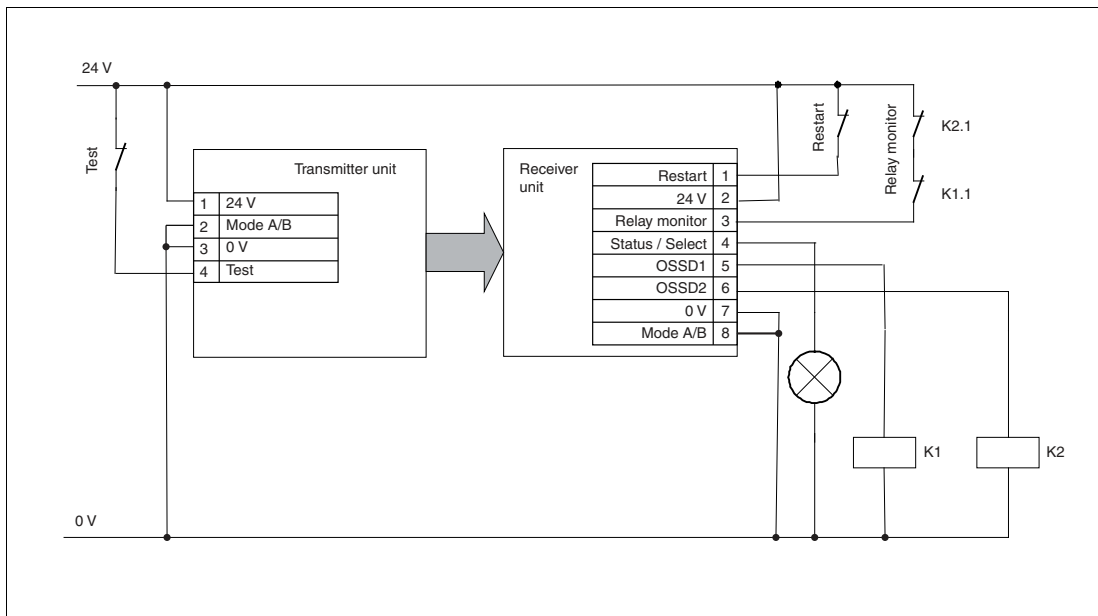 24 V
Test
Restart
Relay monitor
K2.1
K1.1
Transmitter unit
1 24 V
2 Mode A/B
3 0 V
4 Test
Receiver
unit
Restart 1
24 V 2
Relay monitor 3
Status / Select 4
OSSD1 5
OSSD2 6
0 V 7
Mode A/B 8
K1
K2
0 V